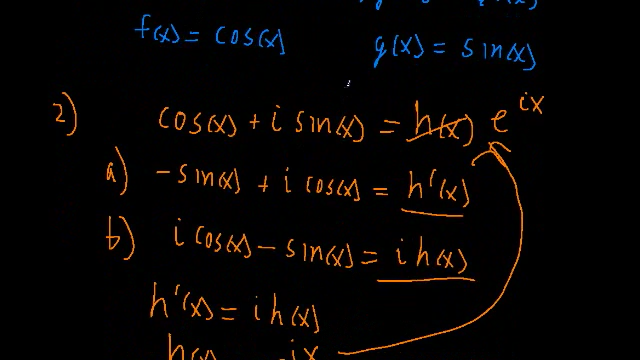 f(x) = cos(x) g(x) = sin(x)
2) cos(x) + i sin(x) = h(x) e^{ix}
a) -sin(x) + i cos(x) = h'(x)
b) i cos(x) - sin(x) = i h(x)
h'(x) = i h(x)